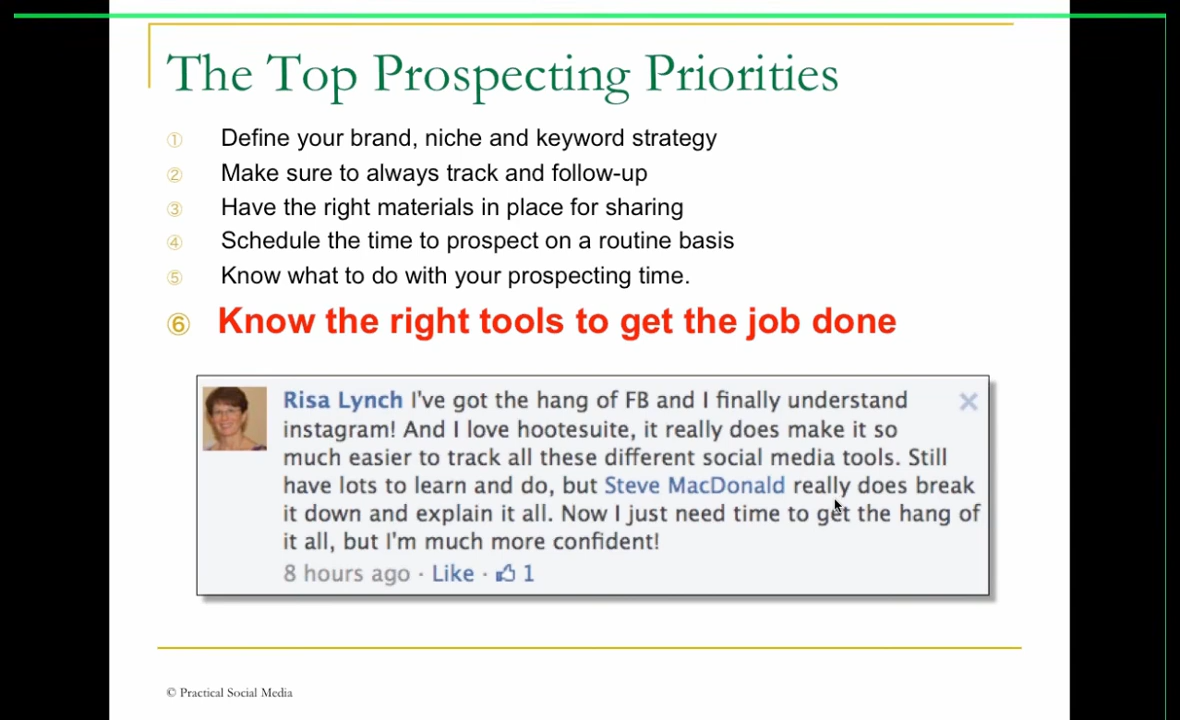 The Top Prospecting Priorities
① Define your brand, niche and keyword strategy
② Make sure to always track and follow-up
③ Have the right materials in place for sharing
④ Schedule the time to prospect on a routine basis
⑤ Know what to do with your prospecting time.
⑥ Know the right tools to get the job done
Risa Lynch I've got the hang of FB and I finally understand
instagram! And I love hootesuite, it really does make it so
much easier to track all these different social media tools. Still
have lots to learn and do, but Steve MacDonald really does break
it down and explain it all. Now I just need time to get the hang of
it all, but I'm much more confident!
8 hours ago · Like · 1
© Practical Social Media